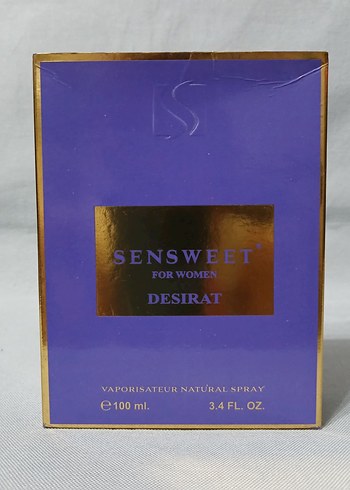 SENSWEET®
FOR WOMEN
DESIRAT
VAPORISATEUR NATURAL SPRAY
℮100 ml. 3.4 FL. OZ.